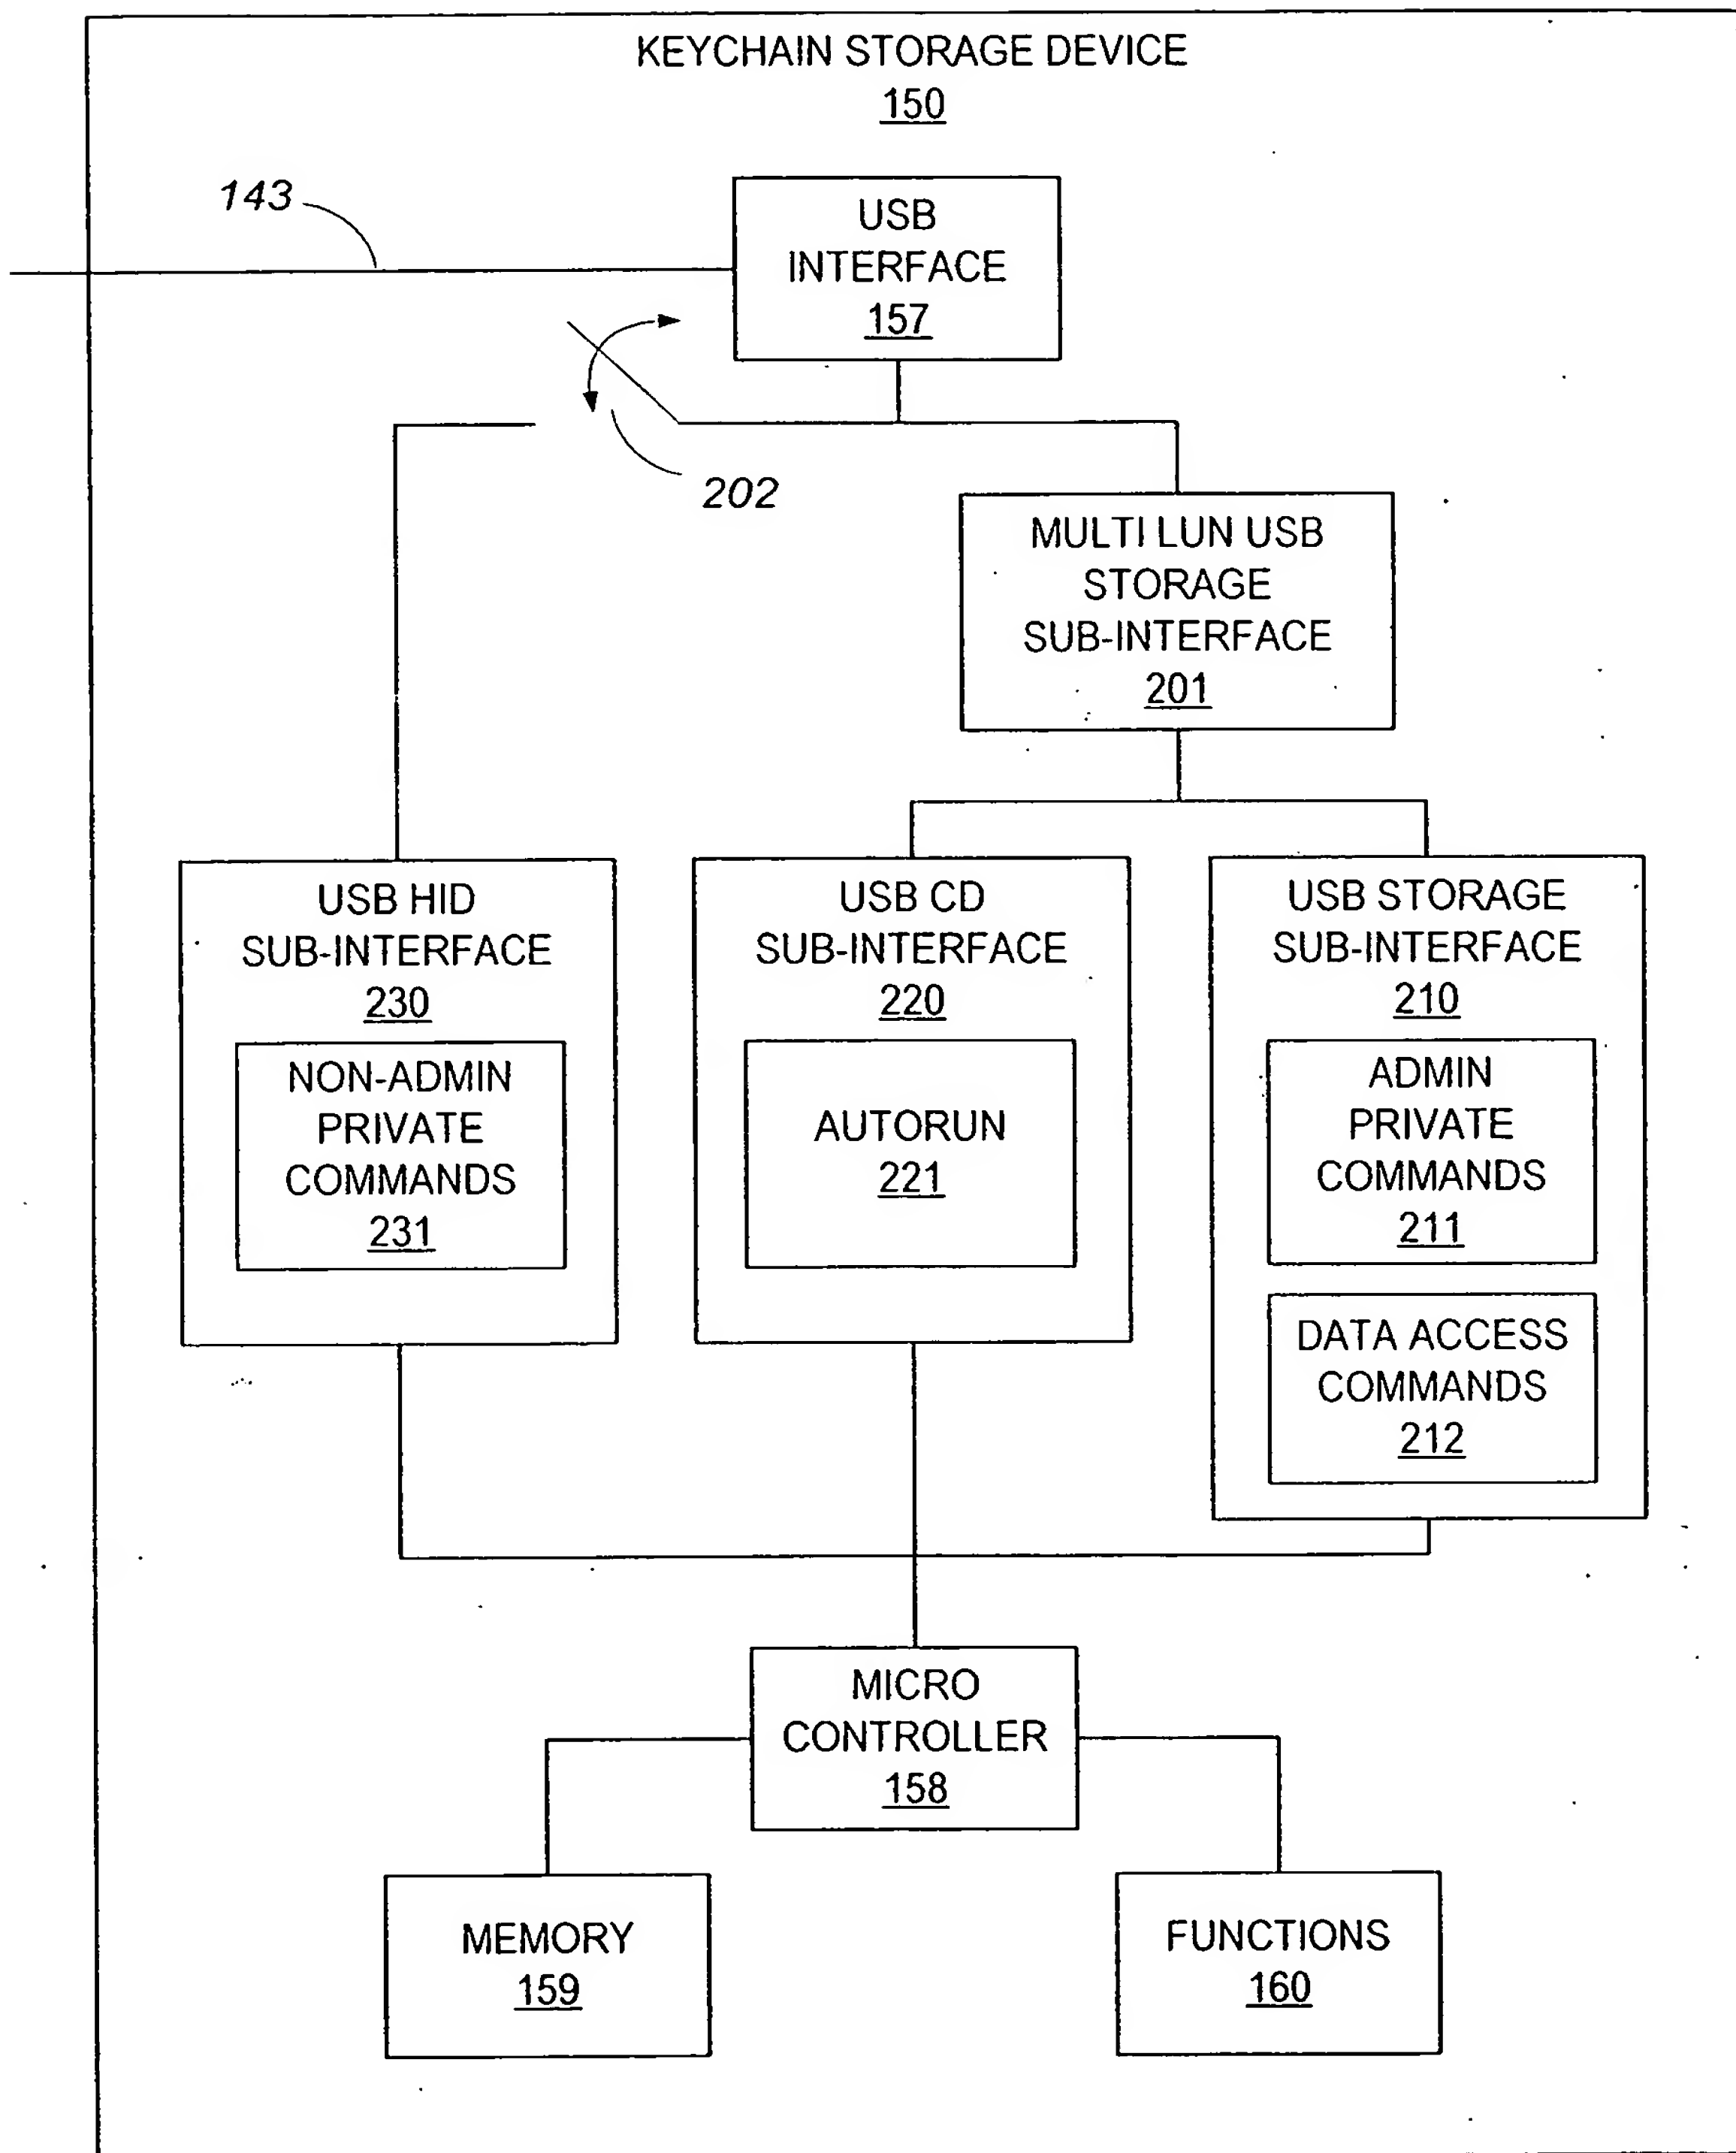 KEYCHAIN STORAGE DEVICE
150
143
USB
INTERFACE
157
202
MULTI LUN USB
STORAGE
SUB-INTERFACE
201
USB HID
SUB-INTERFACE
230
NON-ADMIN
PRIVATE
COMMANDS
231
USB CD
SUB-INTERFACE
220
AUTORUN
221
USB STORAGE
SUB-INTERFACE
210
ADMIN
PRIVATE
COMMANDS
211
DATA ACCESS
COMMANDS
212
MICRO
CONTROLLER
158
MEMORY
159
FUNCTIONS
160